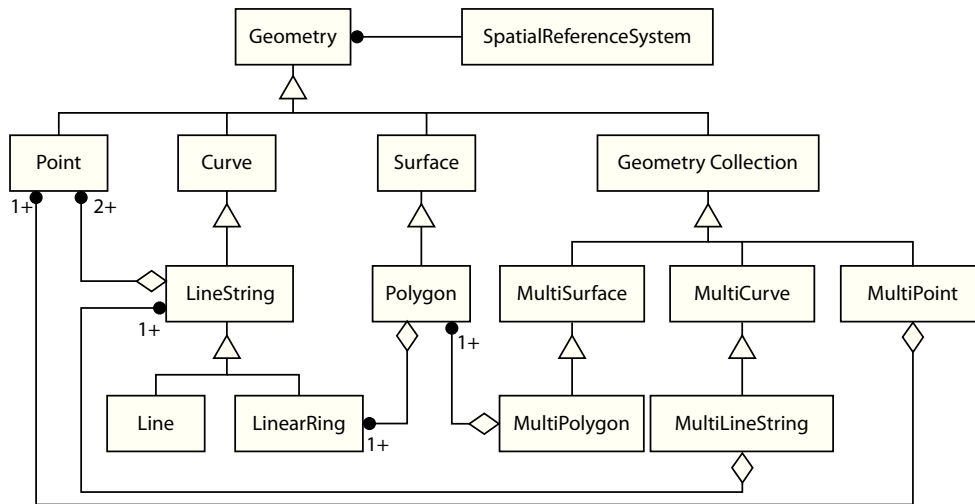 Geometry
SpatialReferenceSystem
Point
Curve
Surface
Geometry Collection
1+
2+
LineString
Polygon
MultiSurface
MultiCurve
MultiPoint
1+
1+
Line
LinearRing
MultiPolygon
MultiLineString
1+